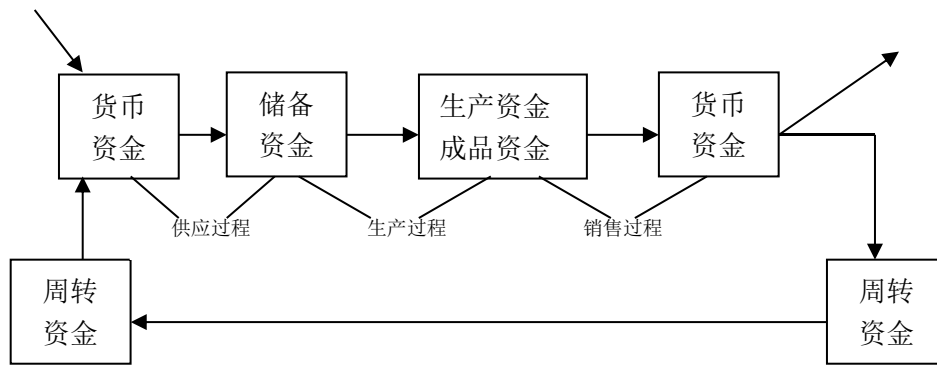 货币
资金
储备
资金
生产资金
成品资金
货币
资金
供应过程
生产过程
销售过程
周转
资金
周转
资金